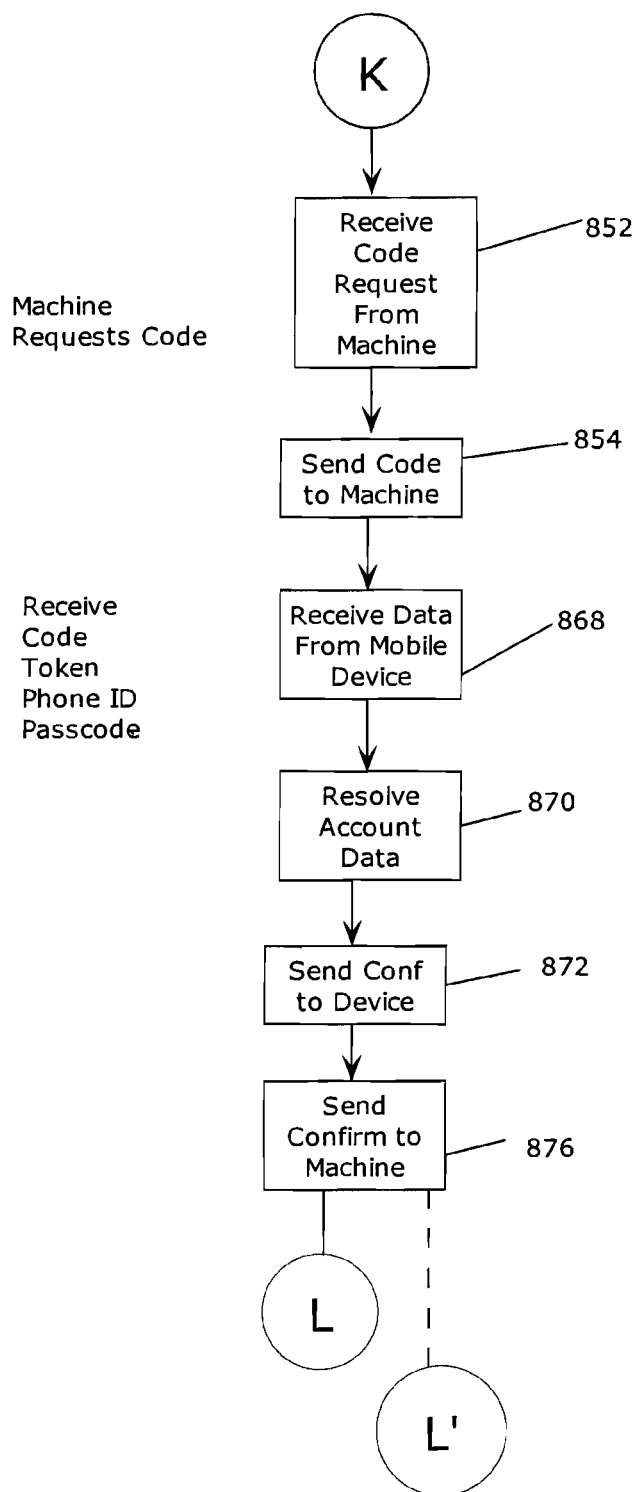 K
Receive
Code
Request
From
Machine
852
Machine
Requests Code
Send Code
to Machine
854
Receive
Code
Token
Phone ID
Passcode
Receive Data
From Mobile
Device
868
Resolve
Account
Data
870
Send Conf
to Device
872
Send
Confirm to
Machine
876
L
L'